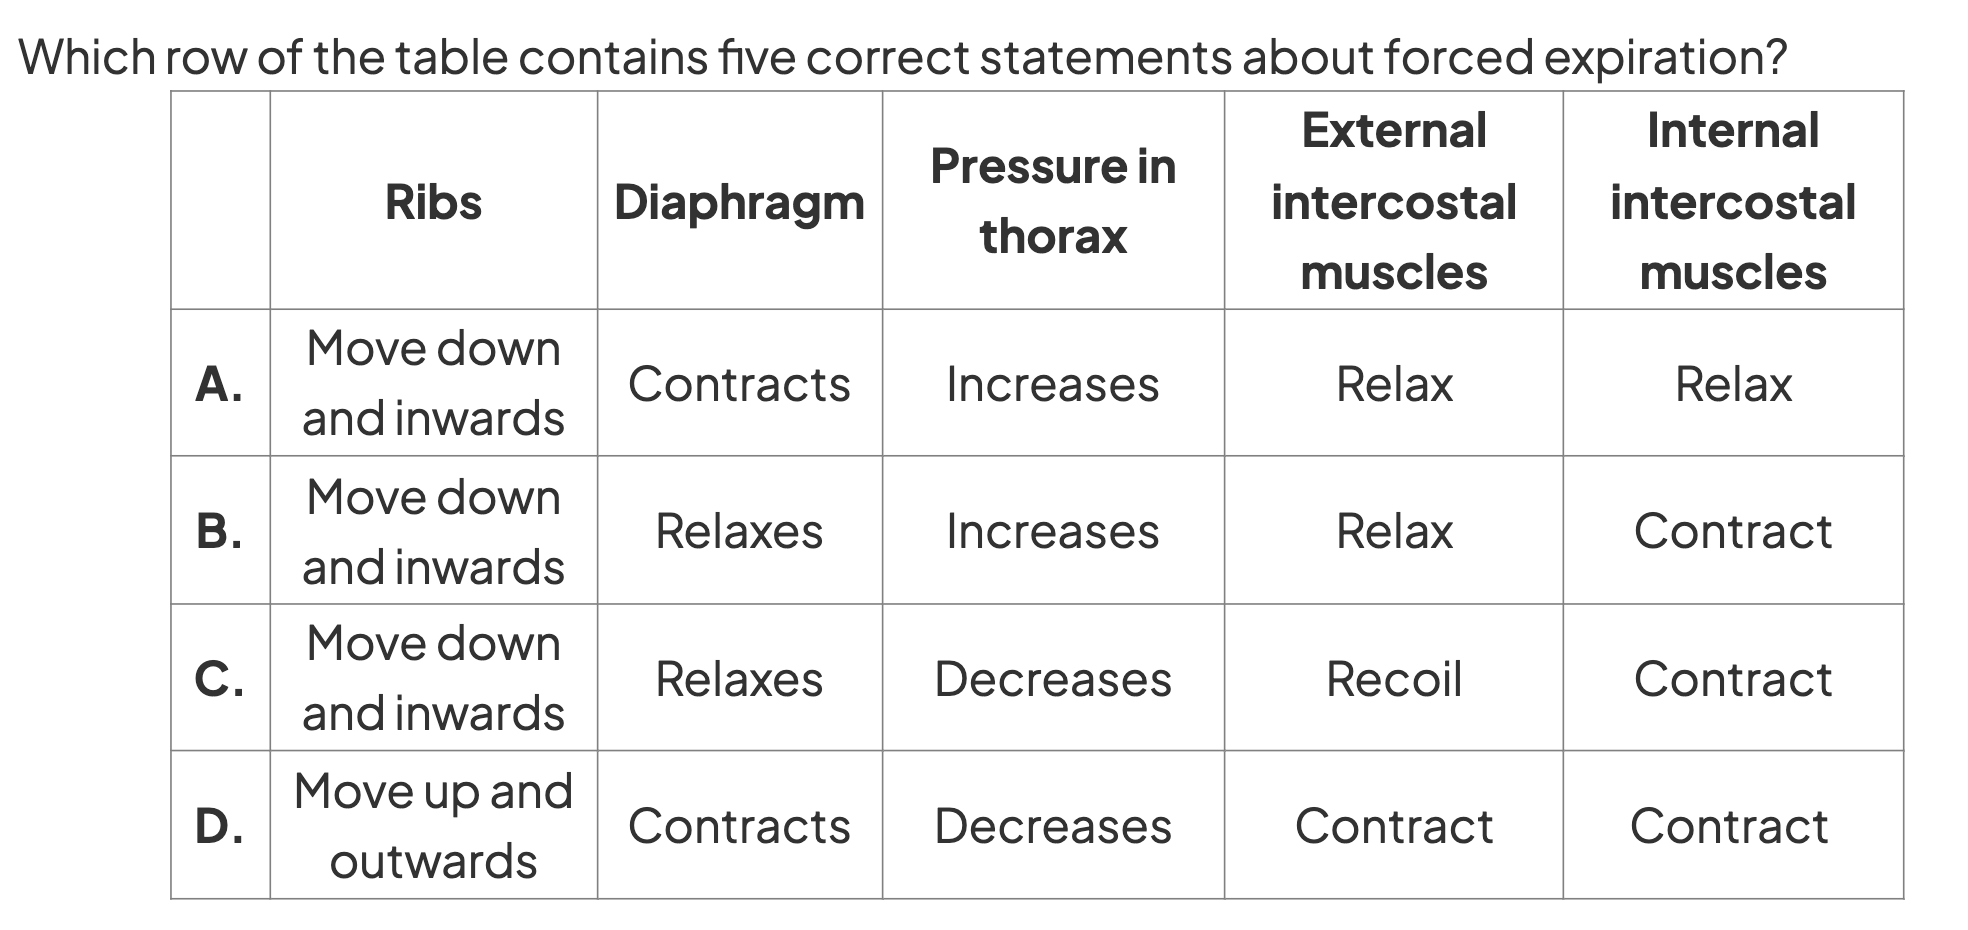 Which row of the table contains five correct statements about forced expiration?
Ribs
Diaphragm
Pressure in
thorax
External
intercostal
muscles
Internal
intercostal
muscles
A.
Move down
and inwards
Contracts
Increases
Relax
Relax
B.
Move down
and inwards
Relaxes
Increases
Relax
Contract
C.
Move down
and inwards
Relaxes
Decreases
Recoil
Contract
D.
Move up and
outwards
Contracts
Decreases
Contract
Contract